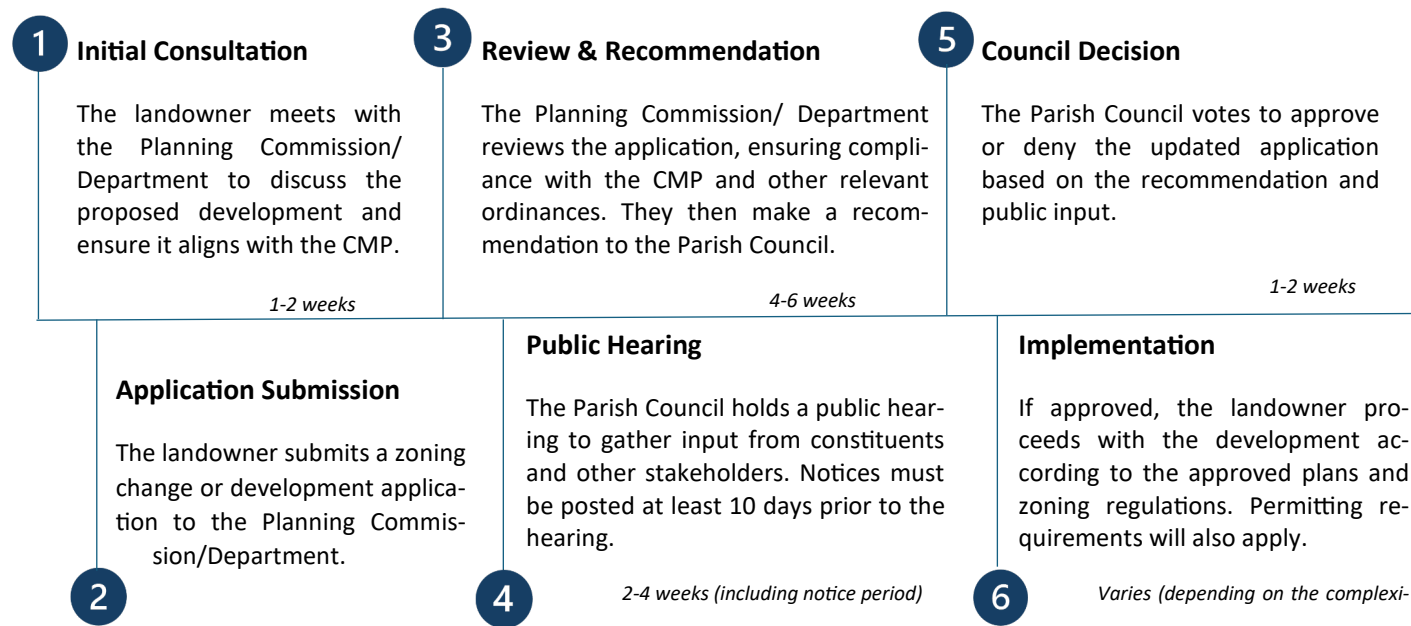 1
Initial Consultation
The landowner meets with
the Planning Commission/
Department to discuss the
proposed development and
ensure it aligns with the CMP.
1-2 weeks
2
Application Submission
The landowner submits a zoning
change or development applica-
tion to the Planning Commis-
sion/Department.
3
Review & Recommendation
The Planning Commission/ Department
reviews the application, ensuring compli-
ance with the CMP and other relevant
ordinances. They then make a recom-
mendation to the Parish Council.
4-6 weeks
4
Public Hearing
The Parish Council holds a public hear-
ing to gather input from constituents
and other stakeholders. Notices must
be posted at least 10 days prior to the
hearing.
2-4 weeks (including notice period)
5
Council Decision
The Parish Council votes to approve
or deny the updated application
based on the recommendation and
public input.
1-2 weeks
6
Implementation
If approved, the landowner pro-
ceeds with the development ac-
cording to the approved plans and
zoning regulations. Permitting re-
quirements will also apply.
Varies (depending on the complexi-